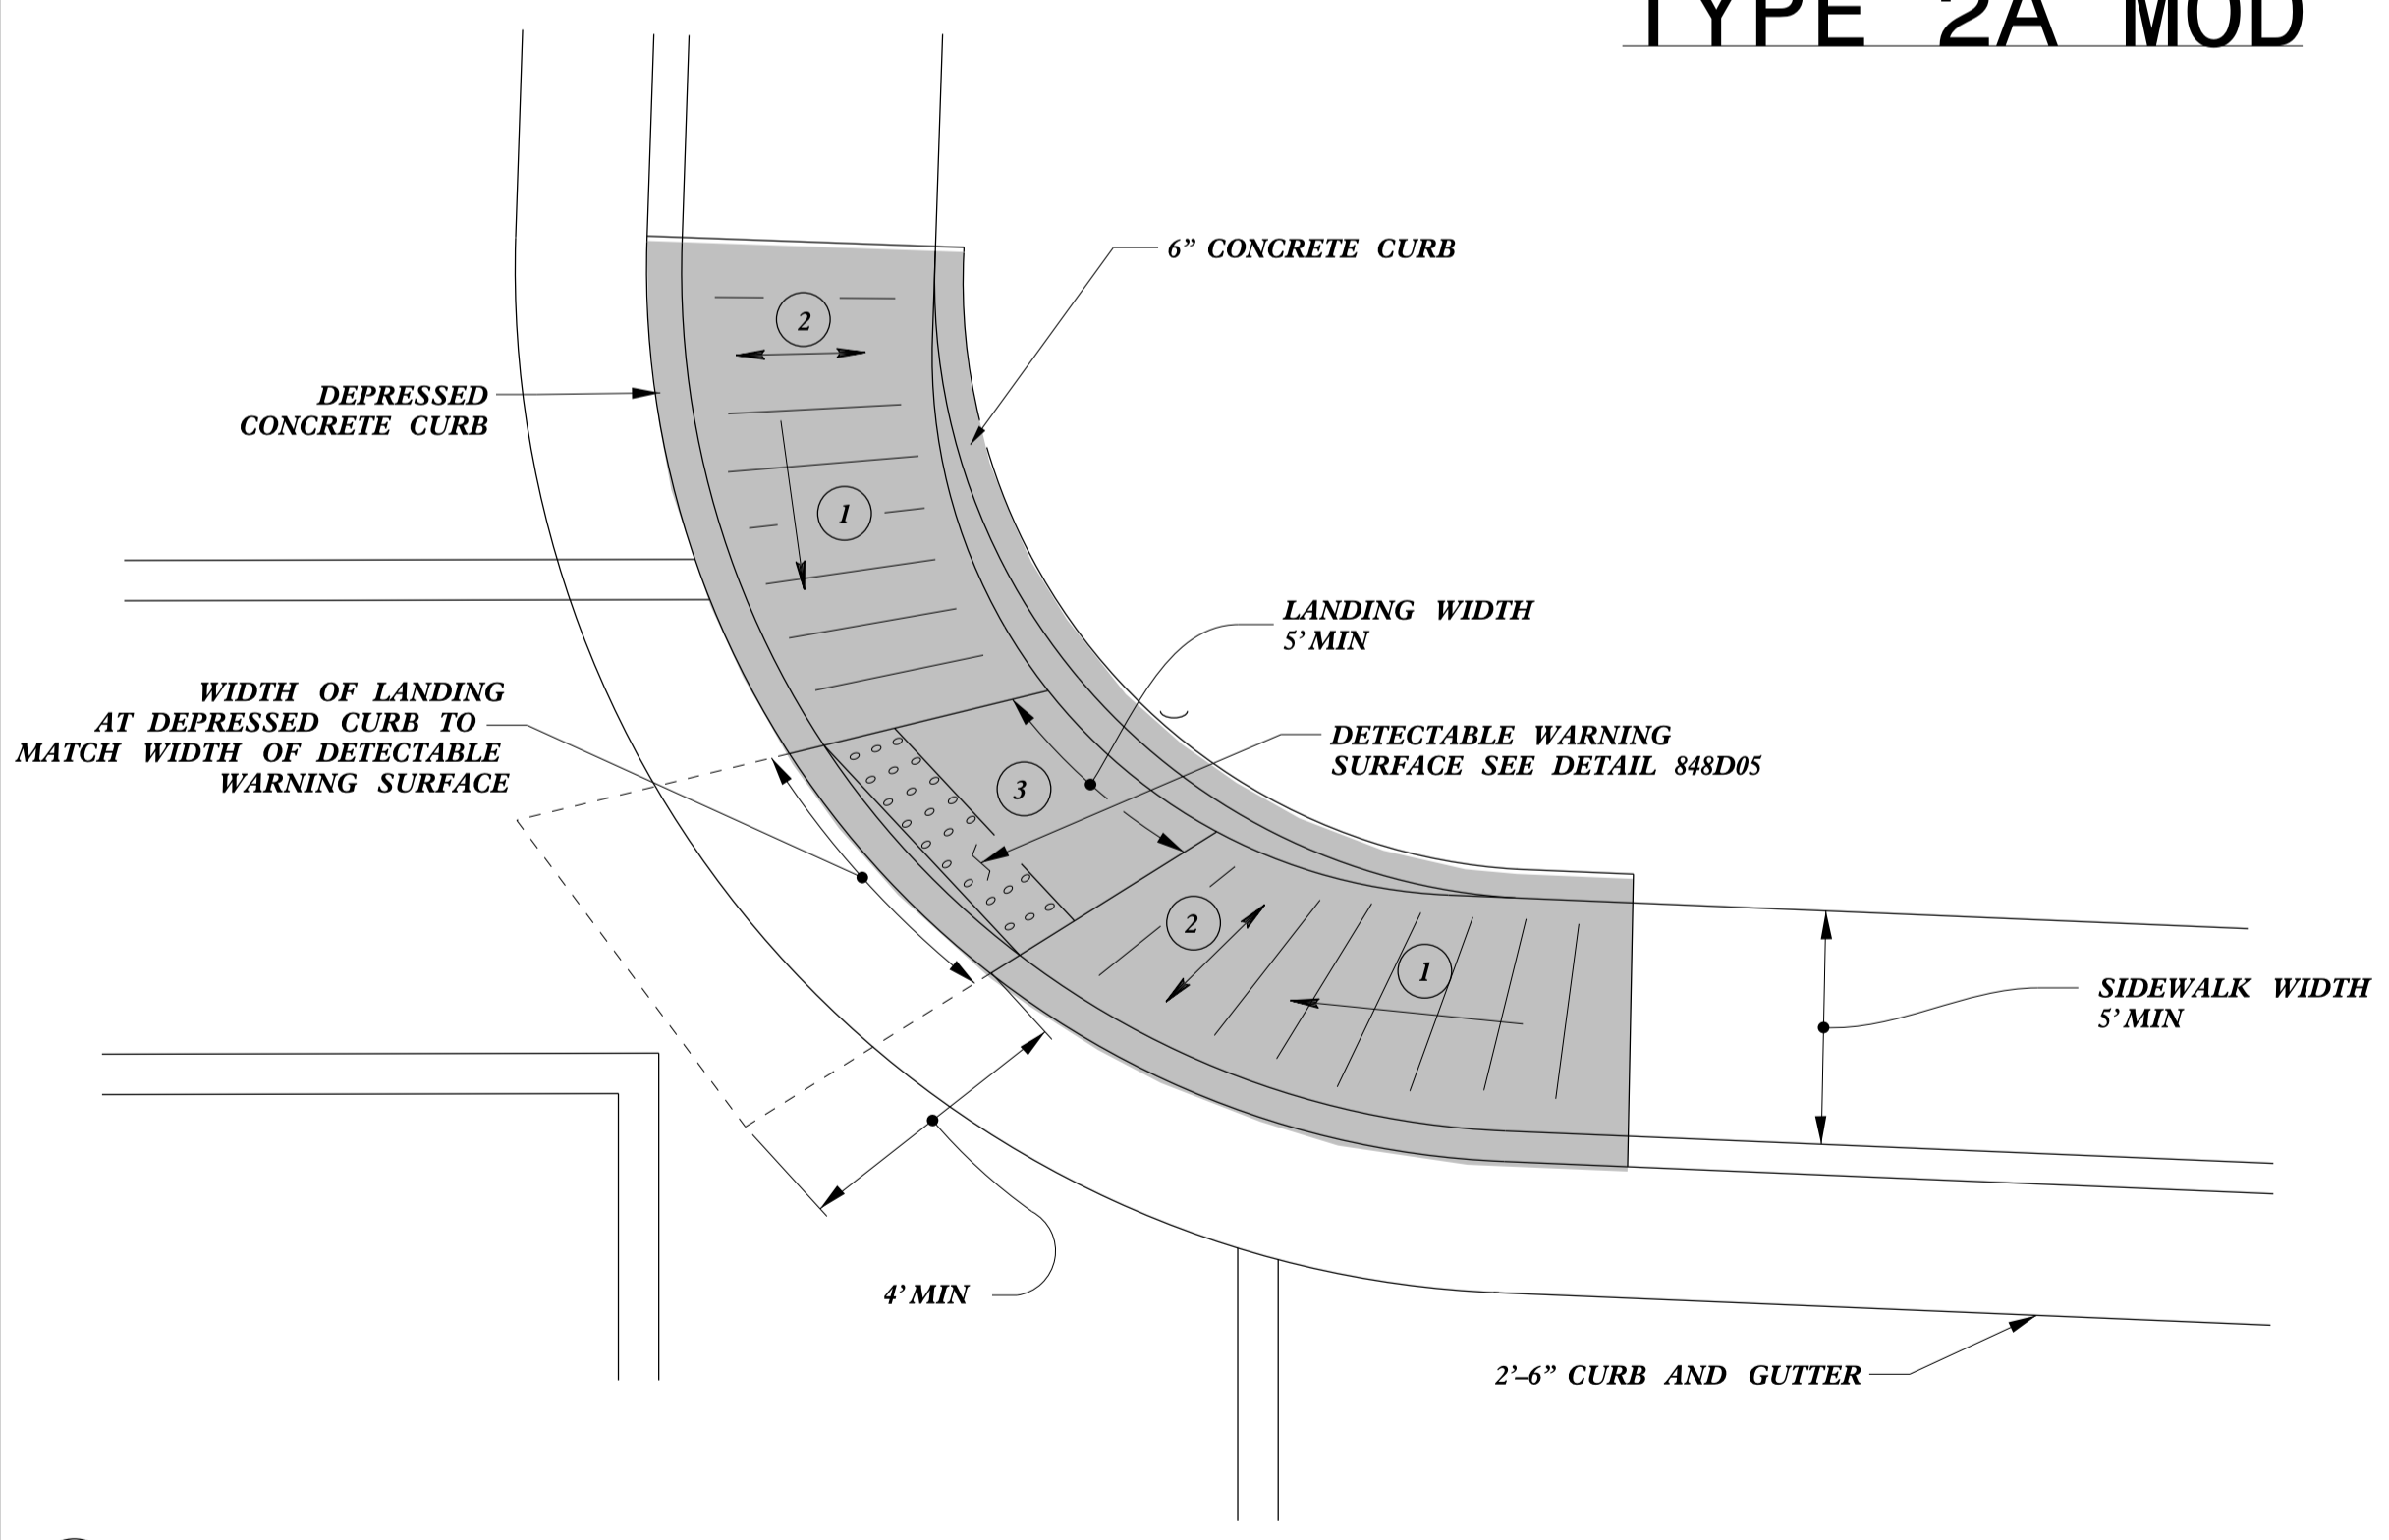 TYPE 2A MOD
6” CONCRETE CURB
2
DEPRESSED
CONCRETE CURB
1
LANDING WIDTH
5’ MIN
WIDTH OF LANDING
AT DEPRESSED CURB TO
MATCH WIDTH OF DETECTABLE
WARNING SURFACE
DETECTABLE WARNING
SURFACE SEE DETAIL 848D05
3
2
1
SIDEWALK WIDTH
5’ MIN
4’ MIN
2’–6” CURB AND GUTTER